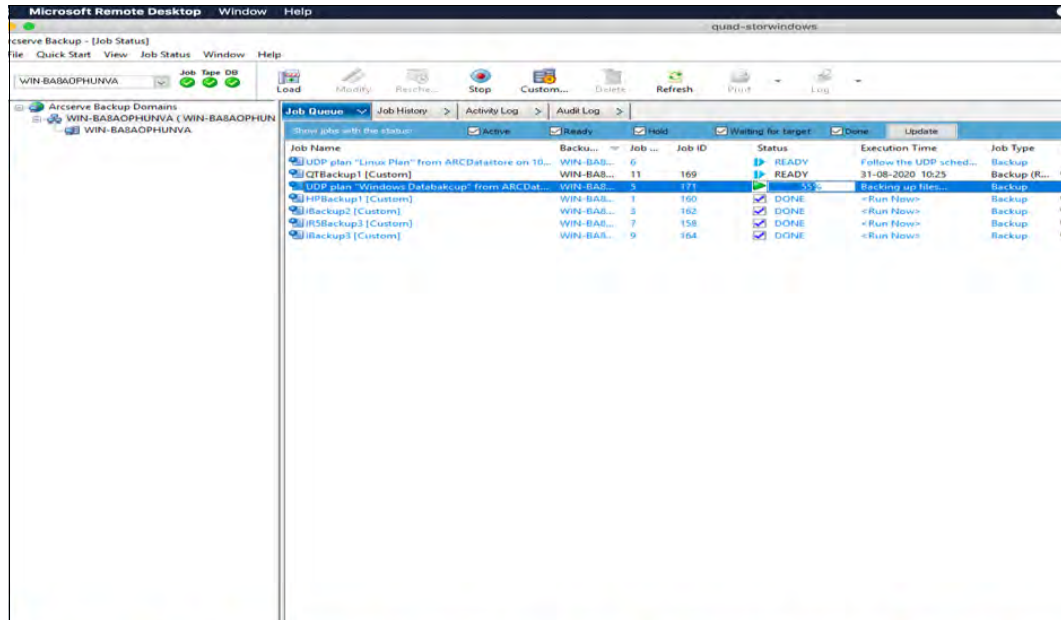 Microsoft Remote Desktop Window Help
quad-storwindows
rcserve Backup - [Job Status]
File Quick Start View Job Status Window Help
WIN-BA8AOPHUNVA Job Tape DB
Load Modify Resche... Stop Custom... Delete Refresh Print Log
Arcserve Backup Domains
WIN-BA8AOPHUNVA ( WIN-BA8AOPHUN
WIN-BA8AOPHUNVA
Job Queue Job History > Activity Log > Audit Log >
Show jobs with the status: Active Ready Hold Waiting for target Done Update
Job Name Backu... Job ... Job ID Status Execution Time Job Type
UDP plan "Linux Plan" from ARCDatastore on 10... WIN-BA8... 6 READY Follow the UDP sched... Backup
QTBackup1 [Custom] WIN-BA8... 11 169 READY 31-08-2020 10:25 Backup (R...
UDP plan "Windows Databakcup" from ARCDat... WIN-BA8... 5 171 55% Backing up files... Backup
HPBackup1 [Custom] WIN-BA8... 1 160 DONE <Run Now> Backup
iBackup2 [Custom] WIN-BA8... 3 162 DONE <Run Now> Backup
IR5Backup3 [Custom] WIN-BA8... 7 158 DONE <Run Now> Backup
iBackup3 [Custom] WIN-BA8... 9 164 DONE <Run Now> Backup